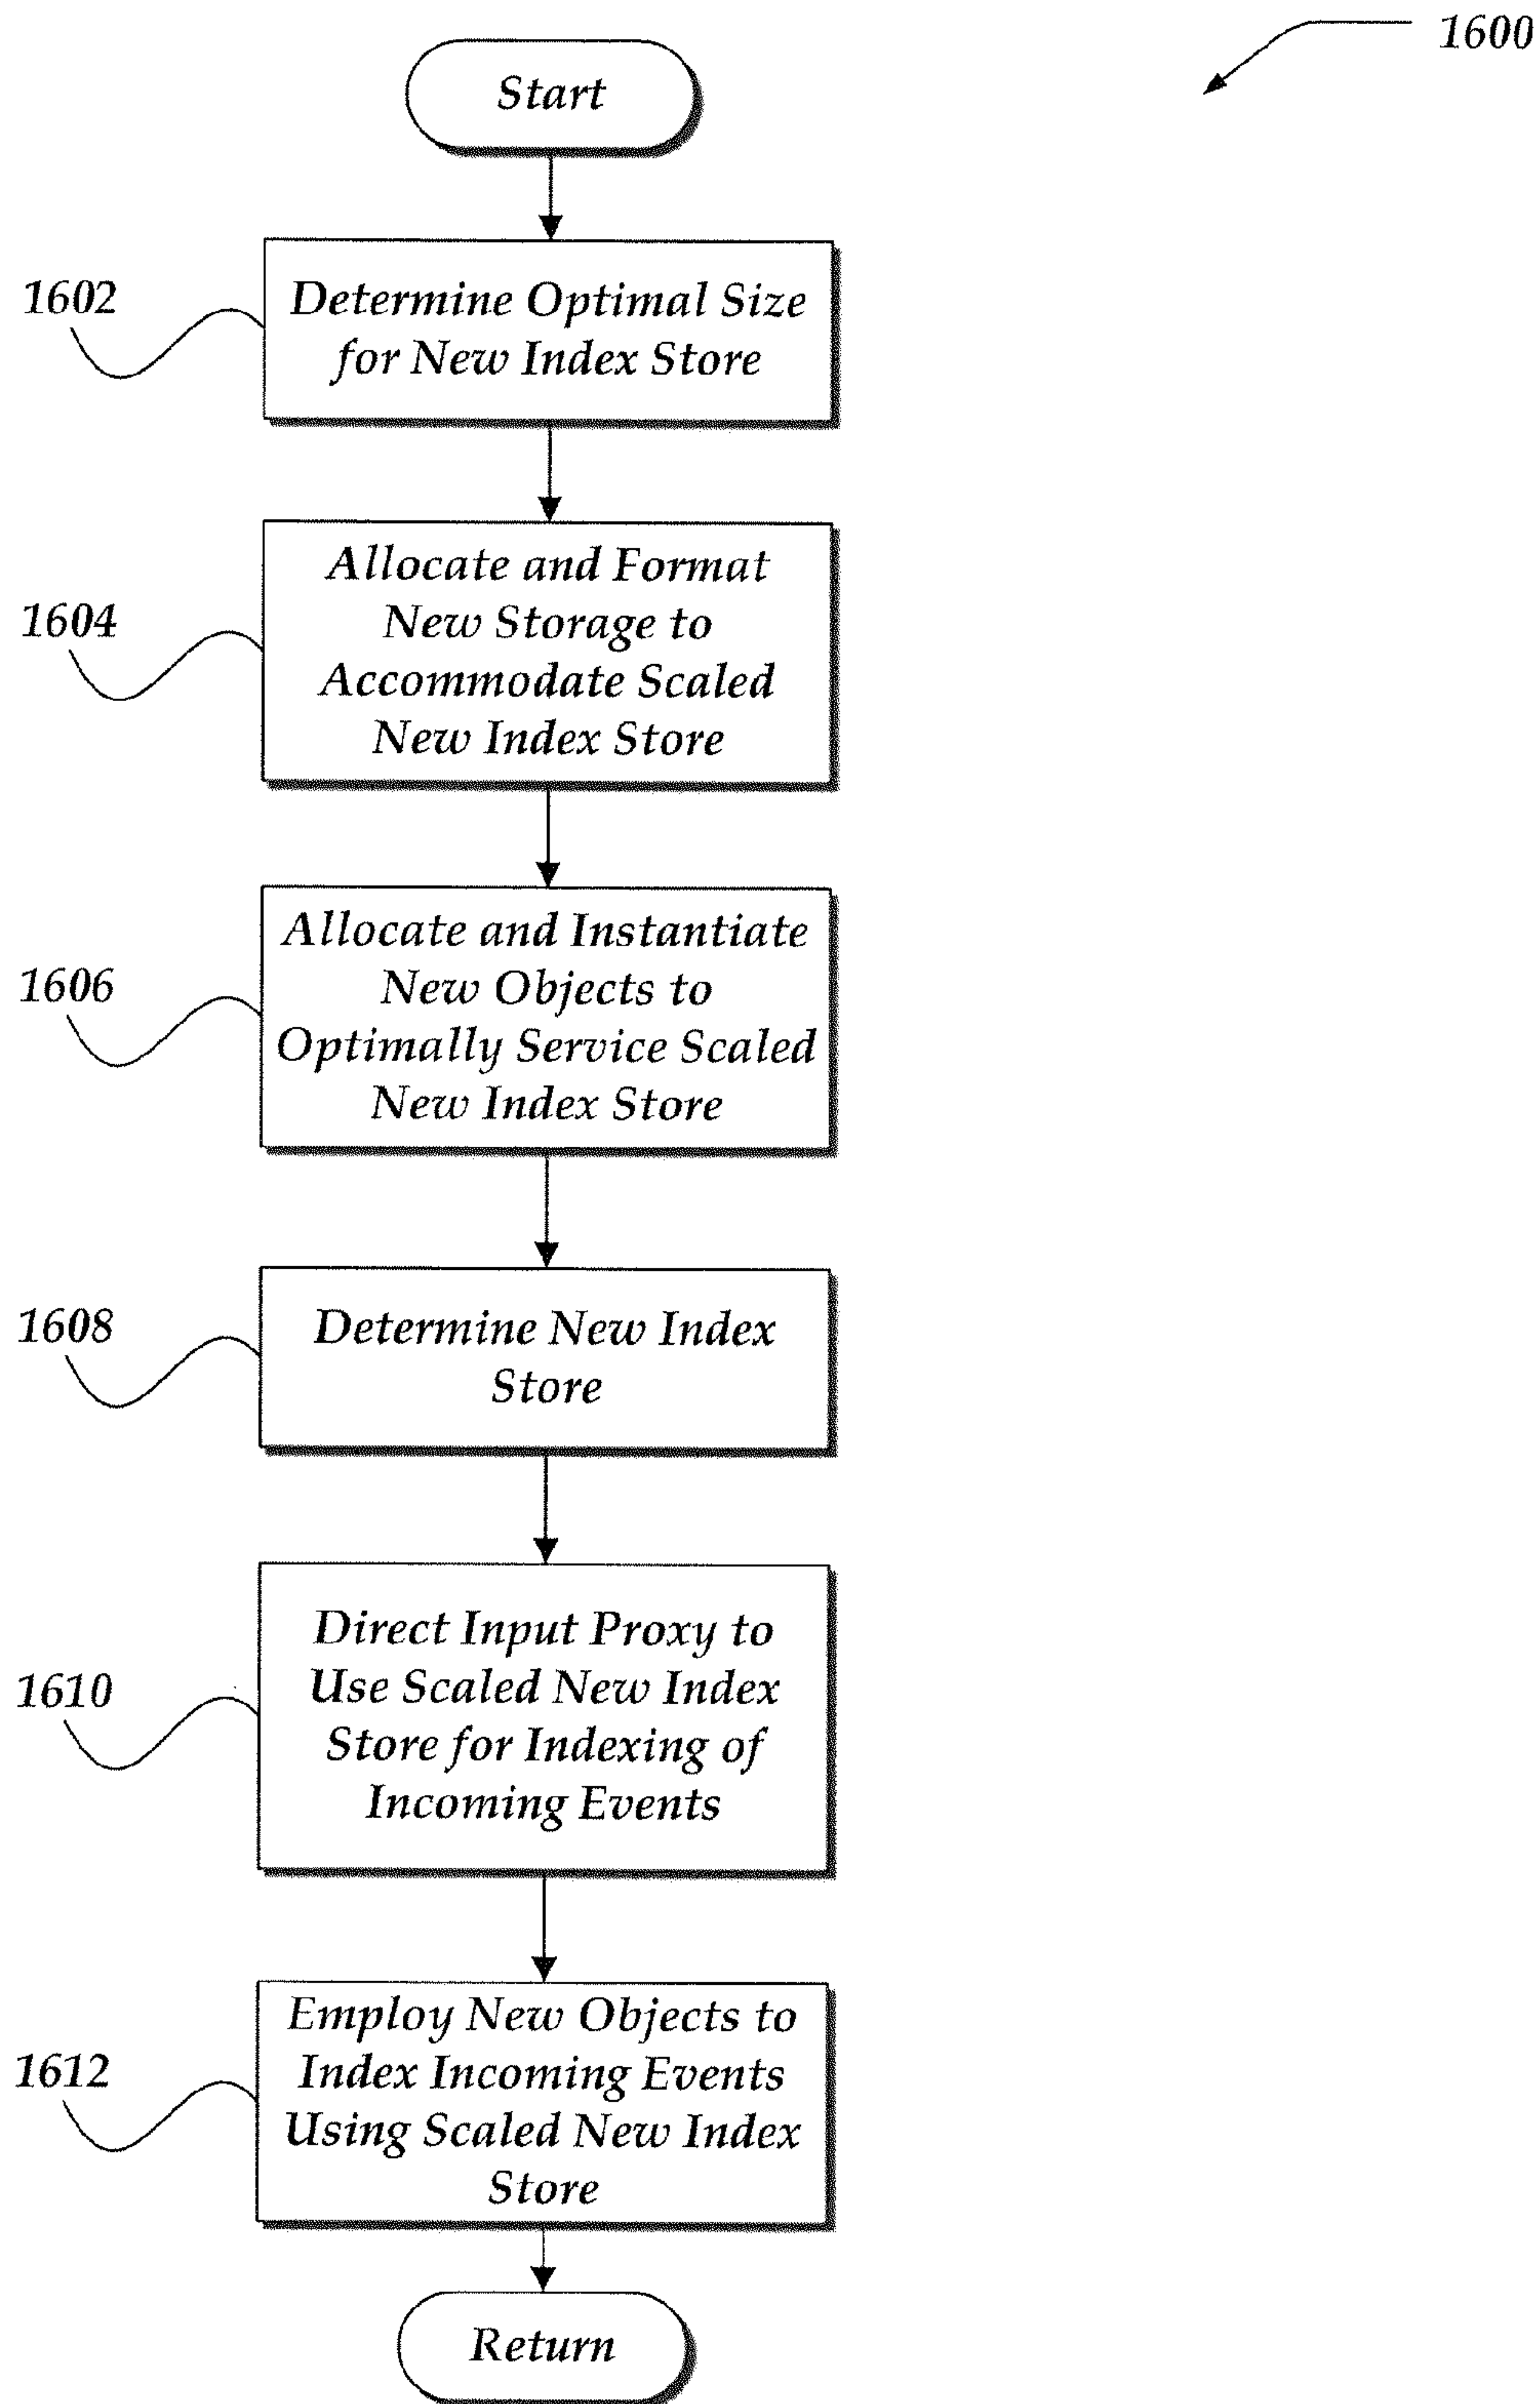 1600
Start
1602
Determine Optimal Size
for New Index Store
1604
Allocate and Format
New Storage to
Accommodate Scaled
New Index Store
1606
Allocate and Instantiate
New Objects to
Optimally Service Scaled
New Index Store
1608
Determine New Index
Store
1610
Direct Input Proxy to
Use Scaled New Index
Store for Indexing of
Incoming Events
1612
Employ New Objects to
Index Incoming Events
Using Scaled New Index
Store
Return